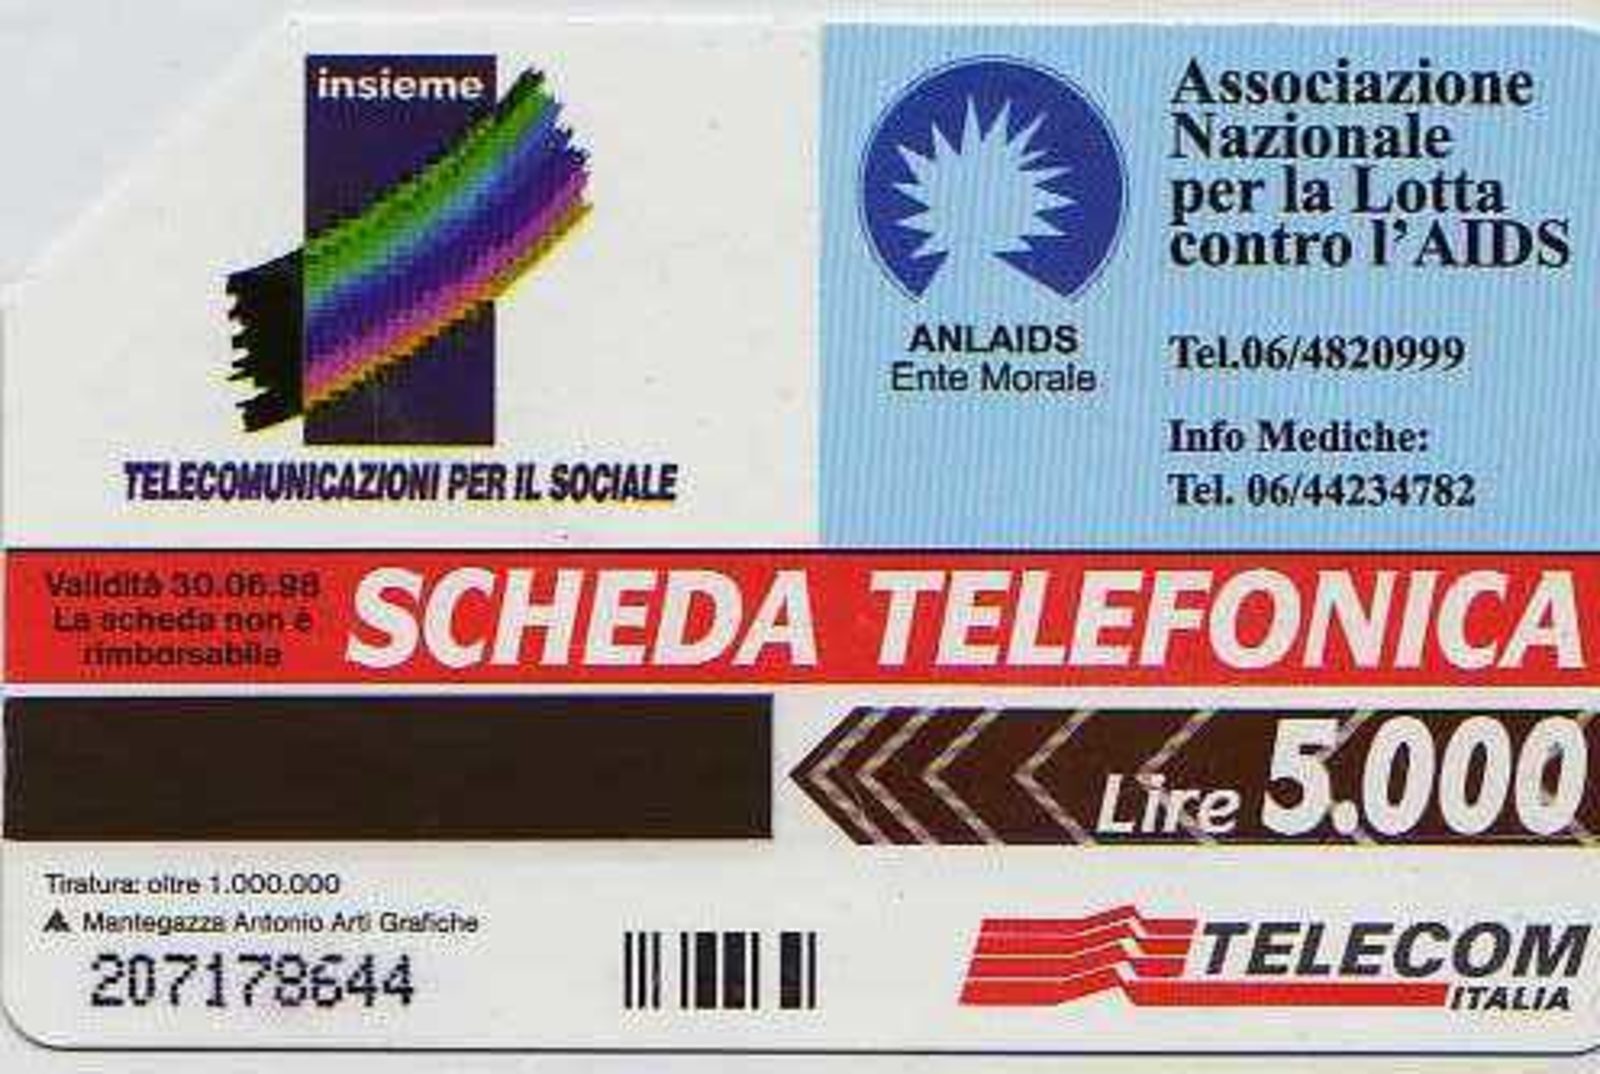 insieme
TELECOMUNICAZIONI PER IL SOCIALE
ANLAIDS
Ente Morale
Associazione
Nazionale
per la Lotta
contro l'AIDS
Tel.06/4820999
Info Mediche:
Tel. 06/44234782
Validità 30.06.98
La scheda non è
rimborsabile
SCHEDA TELEFONICA
Lire 5.000
Tiratura: oltre 1.000.000
Mantegazza Antonio Arti Grafiche
207178644
TELECOM
ITALIA